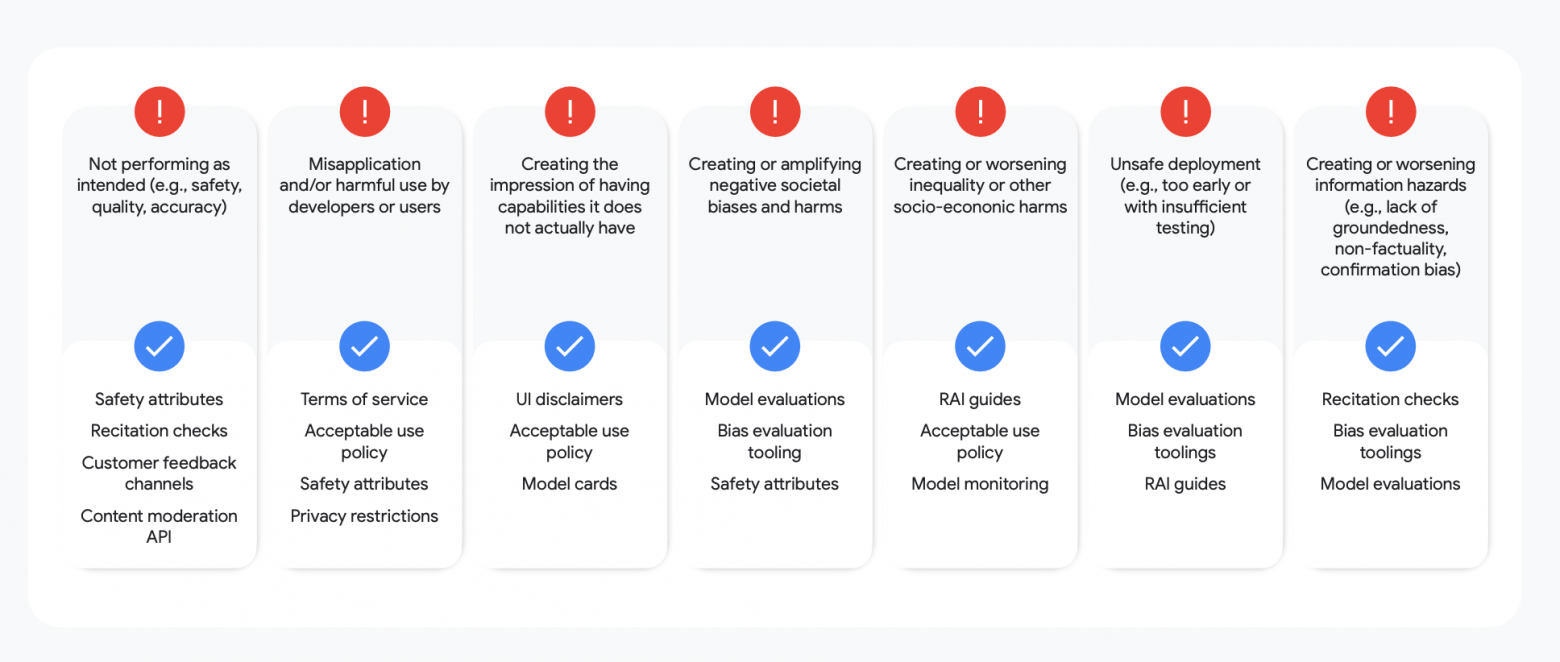 !
Not performing as
intended (e.g., safety,
quality, accuracy)
Safety attributes
Recitation checks
Customer feedback
channels
Content moderation
API
!
Misapplication
and/or harmful use by
developers or users
Terms of service
Acceptable use
policy
Safety attributes
Privacy restrictions
!
Creating the
impression of having
capabilities it does
not actually have
UI disclaimers
Acceptable use
policy
Model cards
!
Creating or amplifying
negative societal
biases and harms
Model evaluations
Bias evaluation
tooling
Safety attributes
!
Creating or worsening
inequality or other
socio-econonic harms
RAI guides
Acceptable use
policy
Model monitoring
!
Unsafe deployment
(e.g., too early or
with insufficient
testing)
Model evaluations
Bias evaluation
toolings
RAI guides
!
Creating or worsening
information hazards
(e.g., lack of
groundedness,
non-factuality,
confirmation bias)
Recitation checks
Bias evaluation
toolings
Model evaluations